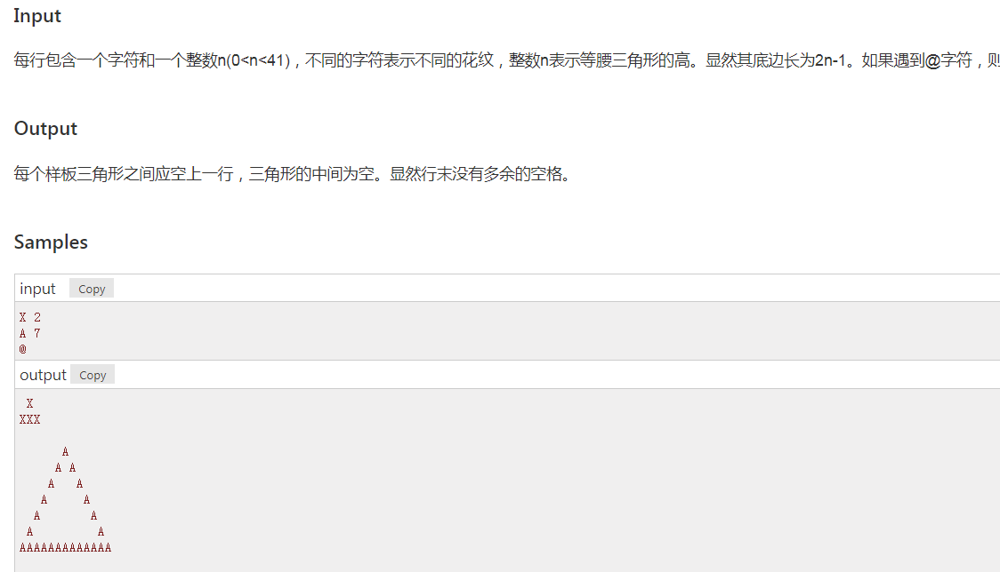 Input
每行包含一个字符和一个整数n(0<n<41)，不同的字符表示不同的花纹，整数n表示等腰三角形的高。显然其底边长为2n-1。如果遇到@字符，则
Output
每个样板三角形之间应空上一行，三角形的中间为空。显然行末没有多余的空格。
Samples
input Copy
X 2
A 7
@
output Copy
 X
XXX

      A
     A A
    A   A
   A     A
  A       A
 A         A
AAAAAAAAAAAAA